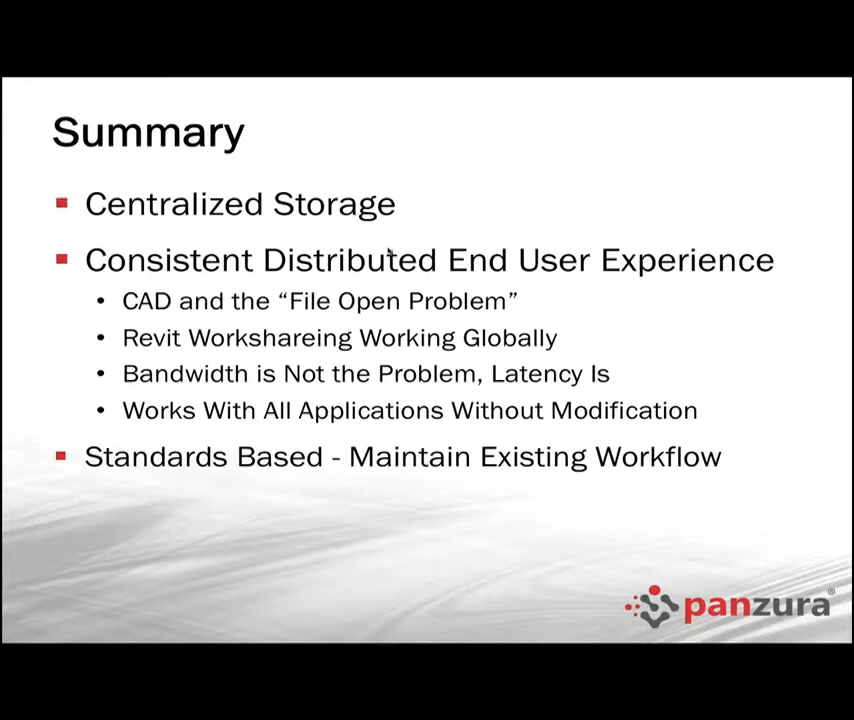 Summary
Centralized Storage
Consistent Distributed End User Experience
• CAD and the “File Open Problem”
• Revit Workshareing Working Globally
• Bandwidth is Not the Problem, Latency Is
• Works With All Applications Without Modification
Standards Based - Maintain Existing Workflow
panzura®